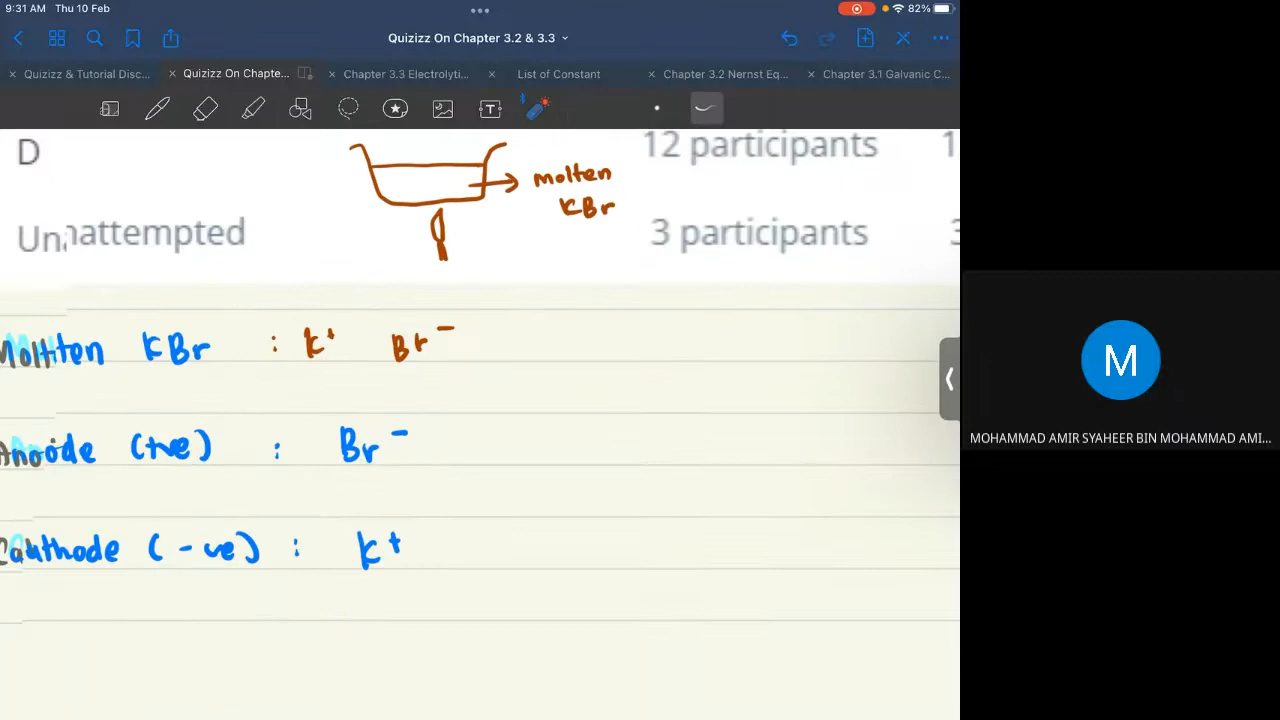 9:31 AM Thu 10 Feb
82%
Quizizz On Chapter 3.2 & 3.3
Quizizz & Tutorial Disc...
Quizizz On Chapte...
Chapter 3.3 Electrolyti...
List of Constant
Chapter 3.2 Nernst Eq...
Chapter 3.1 Galvanic C...
D
12 participants
1
molten
KBr
Unattempted
3 participants
3
Molten KBr : K+ Br-
Anode (+ve) : Br-
Cathode (-ve) : K+
M
MOHAMMAD AMIR SYAHEER BIN MOHAMMAD AMI...